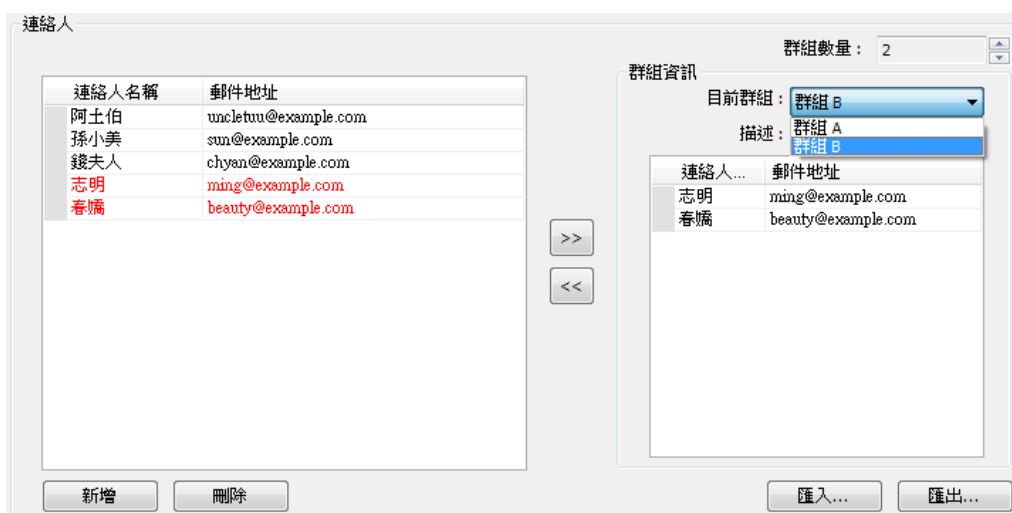 連絡人
群組數量： 2
群組資訊
目前群組： 群組 B
描述：
群組 A
群組 B
連絡人名稱 郵件地址
阿土伯 uncletuu@example.com
孫小美 sun@example.com
錢夫人 chyan@example.com
志明 ming@example.com
春嬌 beauty@example.com
>>
<<
連絡人... 郵件地址
志明 ming@example.com
春嬌 beauty@example.com
新增 刪除 匯入... 匯出...